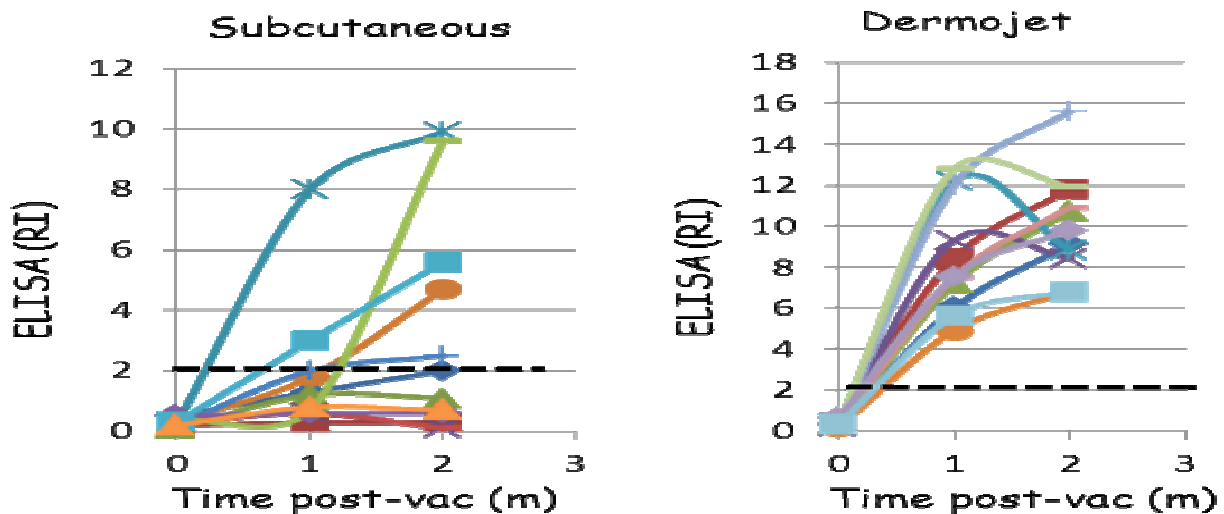 Subcutaneous
12
10
8
6
4
2
0
0 1 2 3
ELISA(RI)
Time post-vac (m)
Dermojet
18
16
14
12
10
8
6
4
2
0
0 1 2 3
ELISA(RI)
Time post-vac (m)